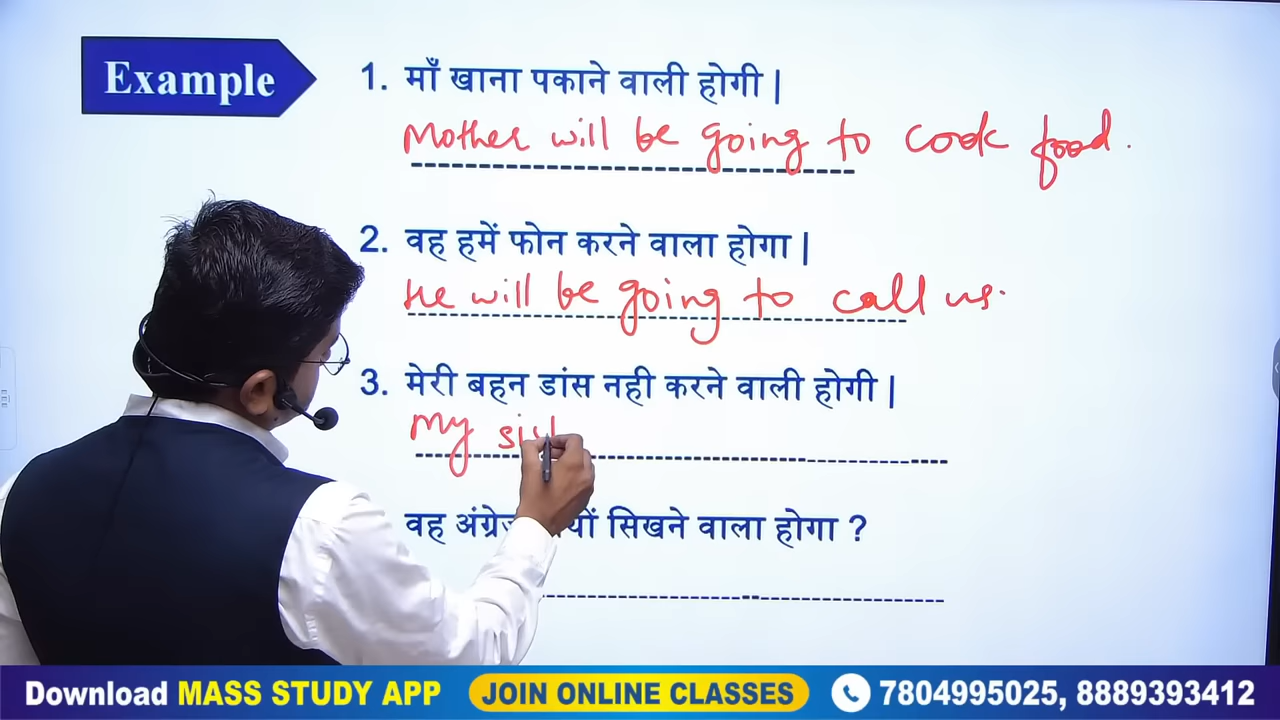 Example
1. माँ खाना पकाने वाली होगी |
Mother will be going to cook food.
2. वह हमें फोन करने वाला होगा |
He will be going to call us.
3. मेरी बहन डांस नही करने वाली होगी |
My sist
वह सिखने वाला होगा ?
Download MASS STUDY APP JOIN ONLINE CLASSES 7804995025, 8889393412